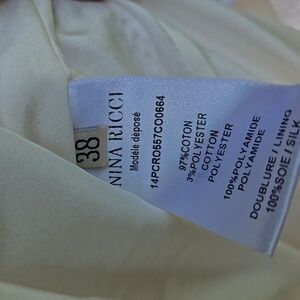 38
NINA RICCI
Modèle déposé
14PCRO557CO0664
97%COTON
3%POLYESTER
COTTON
POLYESTER
100%POLYAMIDE
POLYAMIDE
DOUBLURE / LINING
100%SOIE / SILK